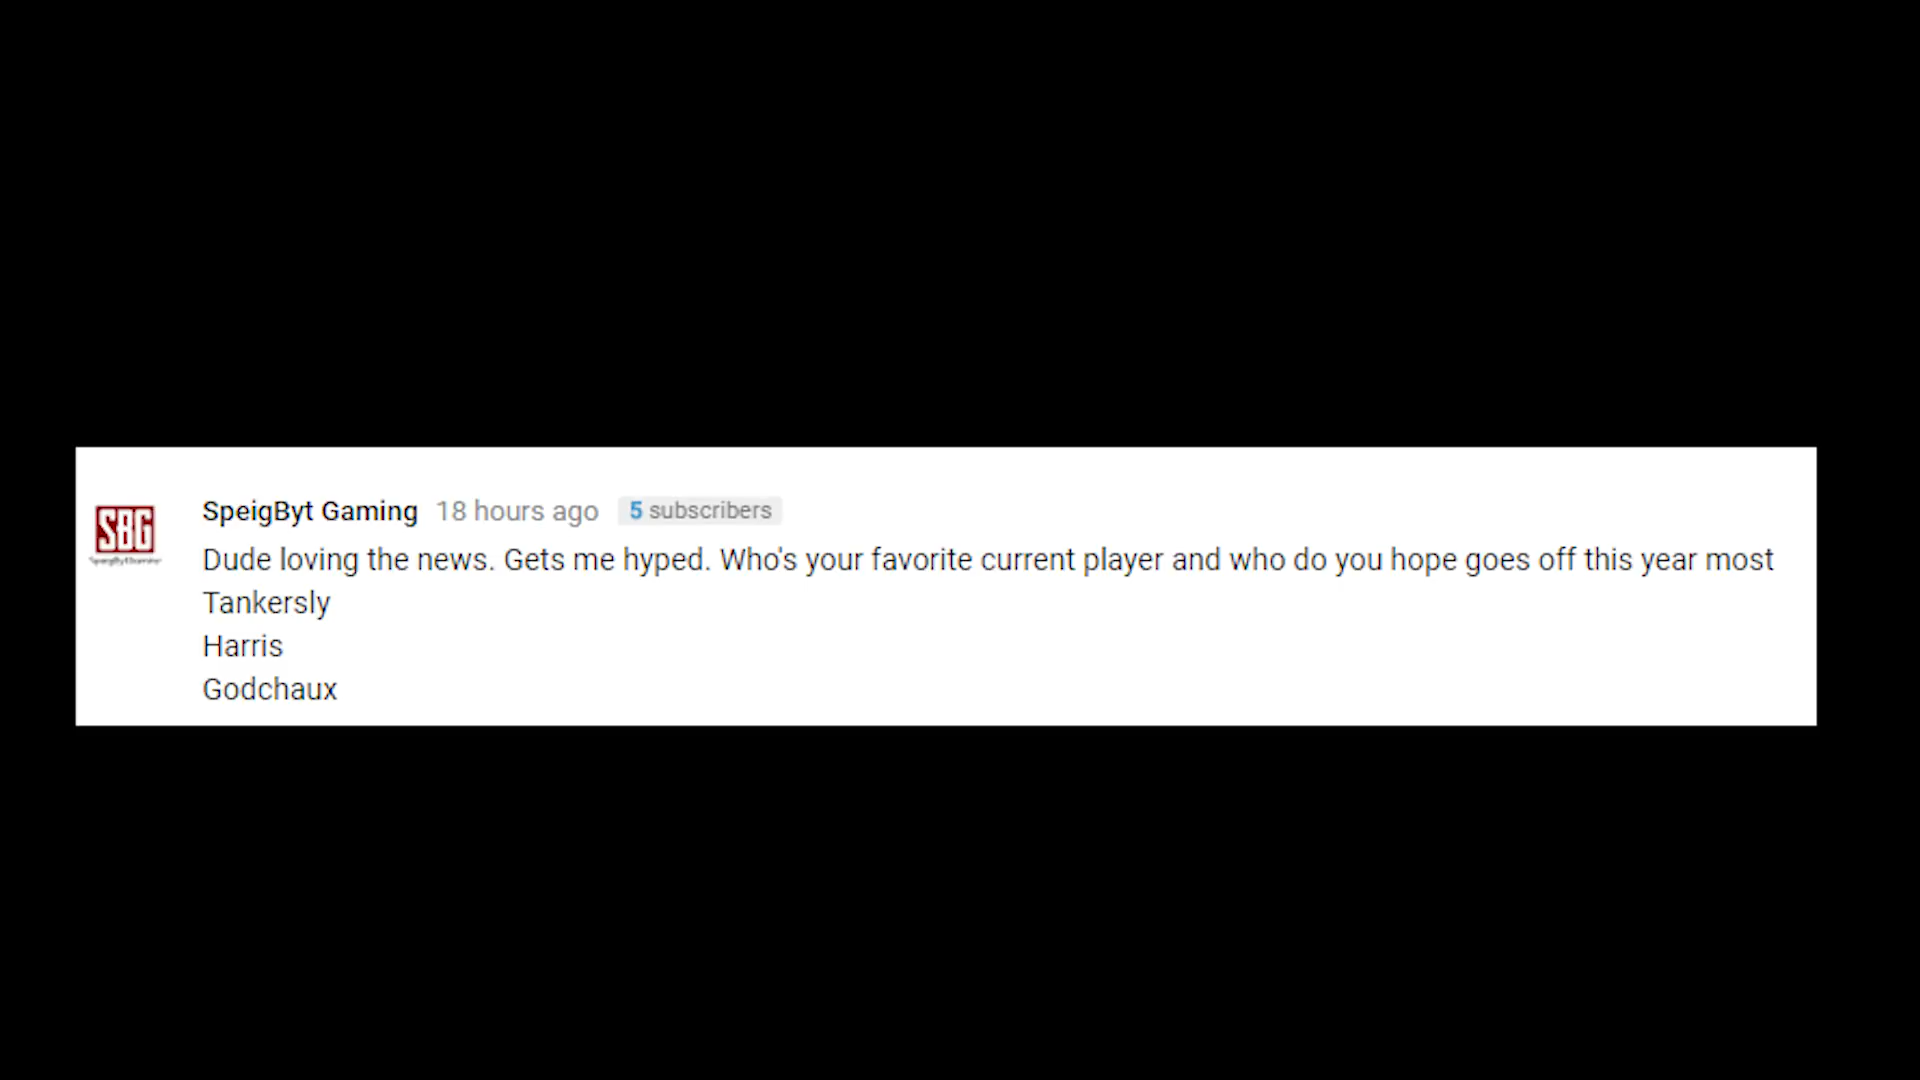 SBG
SpeigByt Gaming 18 hours ago 5 subscribers
Dude loving the news. Gets me hyped. Who's your favorite current player and who do you hope goes off this year most
Tankersly
Harris
Godchaux